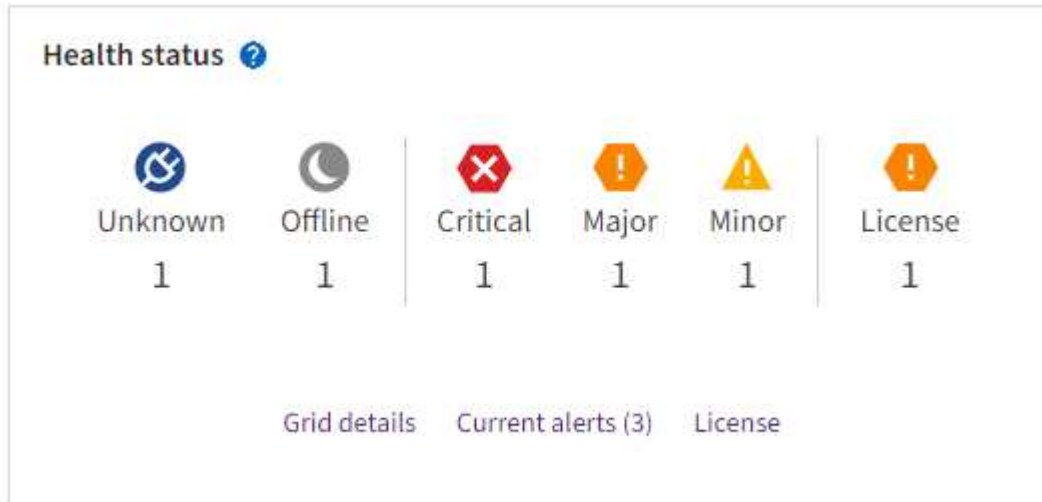 Health status ?
Unknown Offline Critical Major Minor License
1 1 1 1 1 1
Grid details Current alerts (3) License